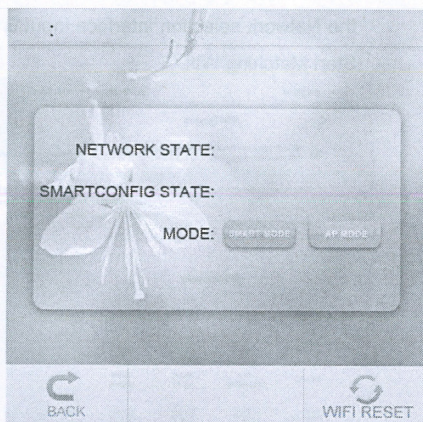 :
NETWORK STATE:
SMARTCONFIG STATE:
MODE: SMART MODE AP MODE
BACK WIFI RESET